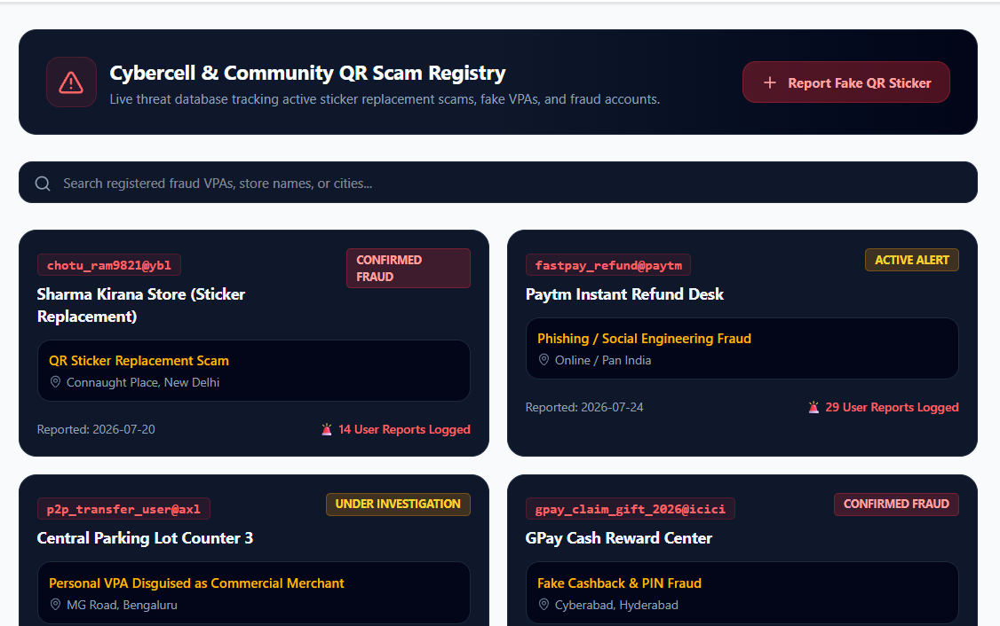 Cybercell & Community QR Scam Registry
Live threat database tracking active sticker replacement scams, fake VPAs, and fraud accounts.
Report Fake QR Sticker
Search registered fraud VPAs, store names, or cities...
chotu_ram9821@ybl
CONFIRMED
FRAUD
Sharma Kirana Store (Sticker
Replacement)
QR Sticker Replacement Scam
Connaught Place, New Delhi
Reported: 2026-07-20
14 User Reports Logged
fastpay_refund@paytm
ACTIVE ALERT
Paytm Instant Refund Desk
Phishing / Social Engineering Fraud
Online / Pan India
Reported: 2026-07-24
29 User Reports Logged
p2p_transfer_user@axl
UNDER INVESTIGATION
Central Parking Lot Counter 3
Personal VPA Disguised as Commercial Merchant
MG Road, Bengaluru
gpay_claim_gift_2026@icici
CONFIRMED FRAUD
GPay Cash Reward Center
Fake Cashback & PIN Fraud
Cyberabad, Hyderabad